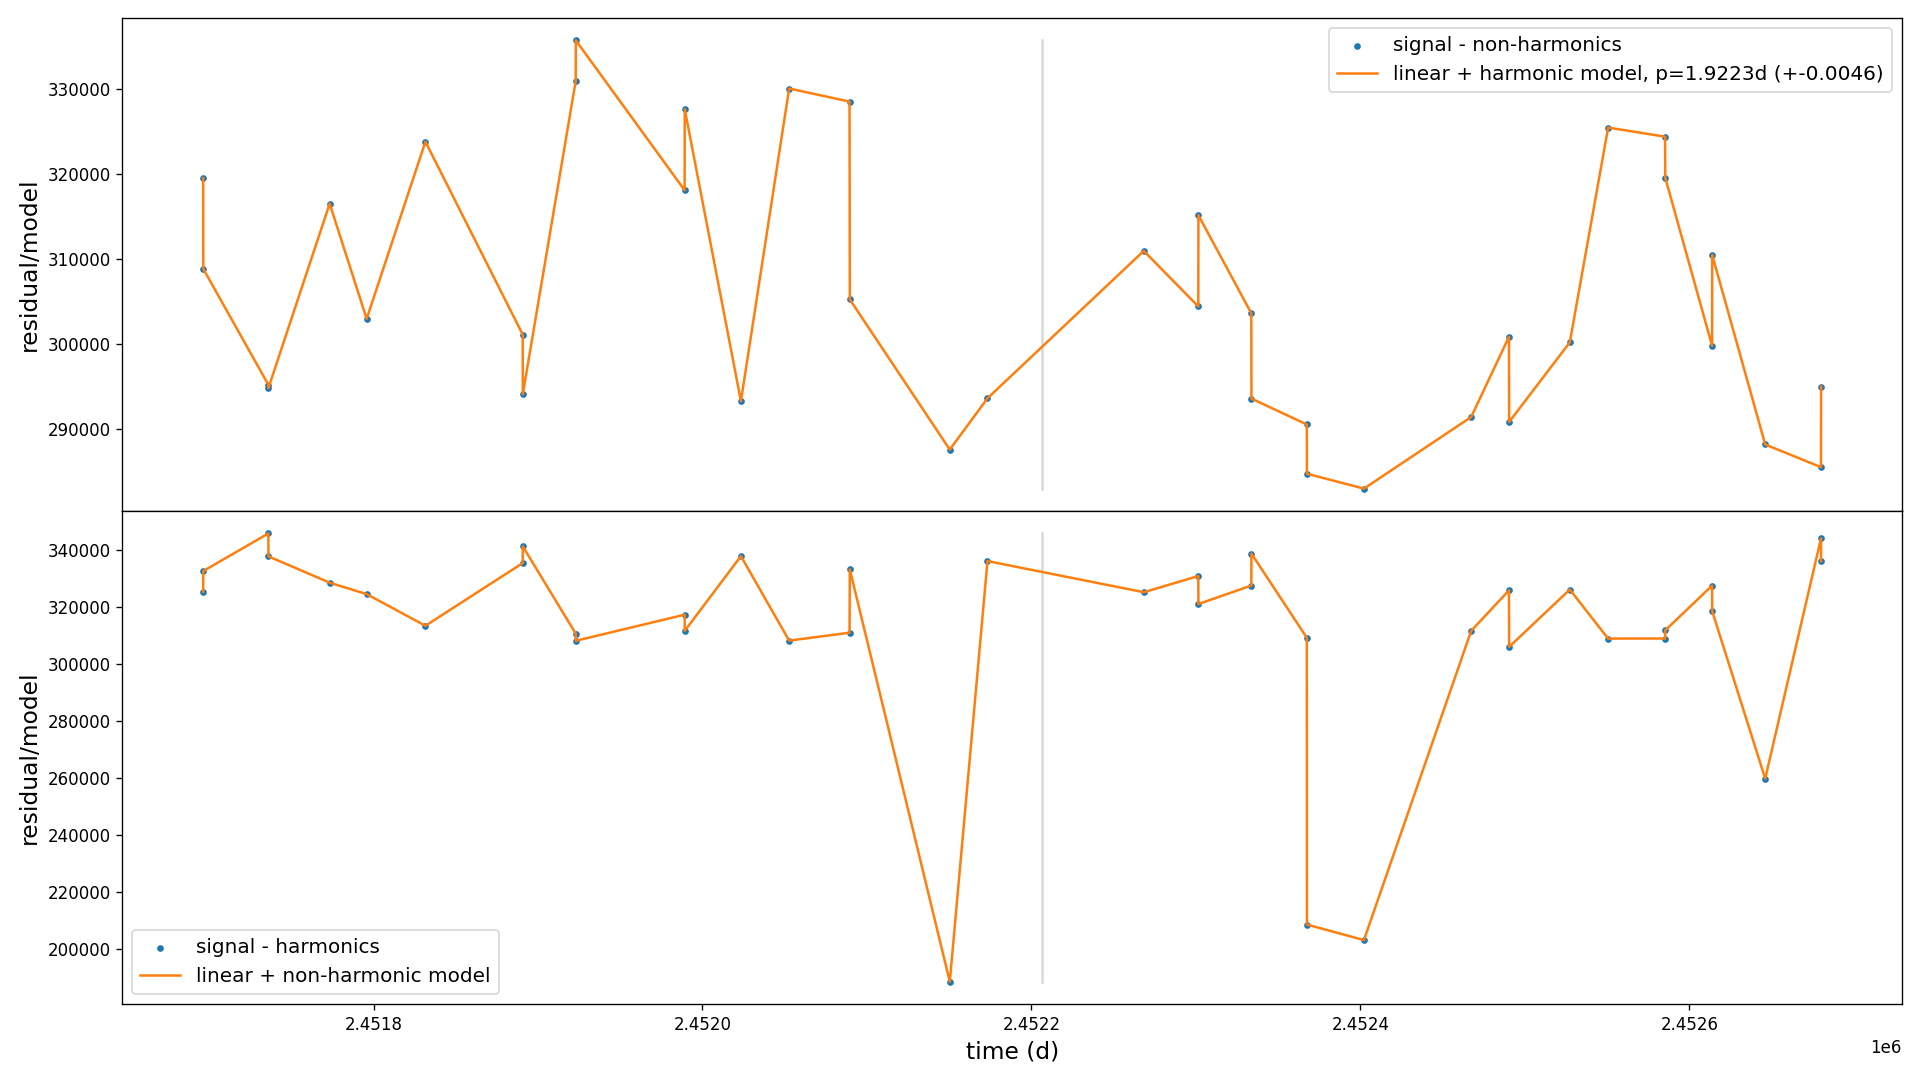 residual/model
330000
320000
310000
300000
290000
signal - non-harmonics
linear + harmonic model, p=1.9223d (+-0.0046)
residual/model
340000
320000
300000
280000
260000
240000
220000
200000
signal - harmonics
linear + non-harmonic model
2.4518
2.4520
2.4522
2.4524
2.4526
1e6
time (d)